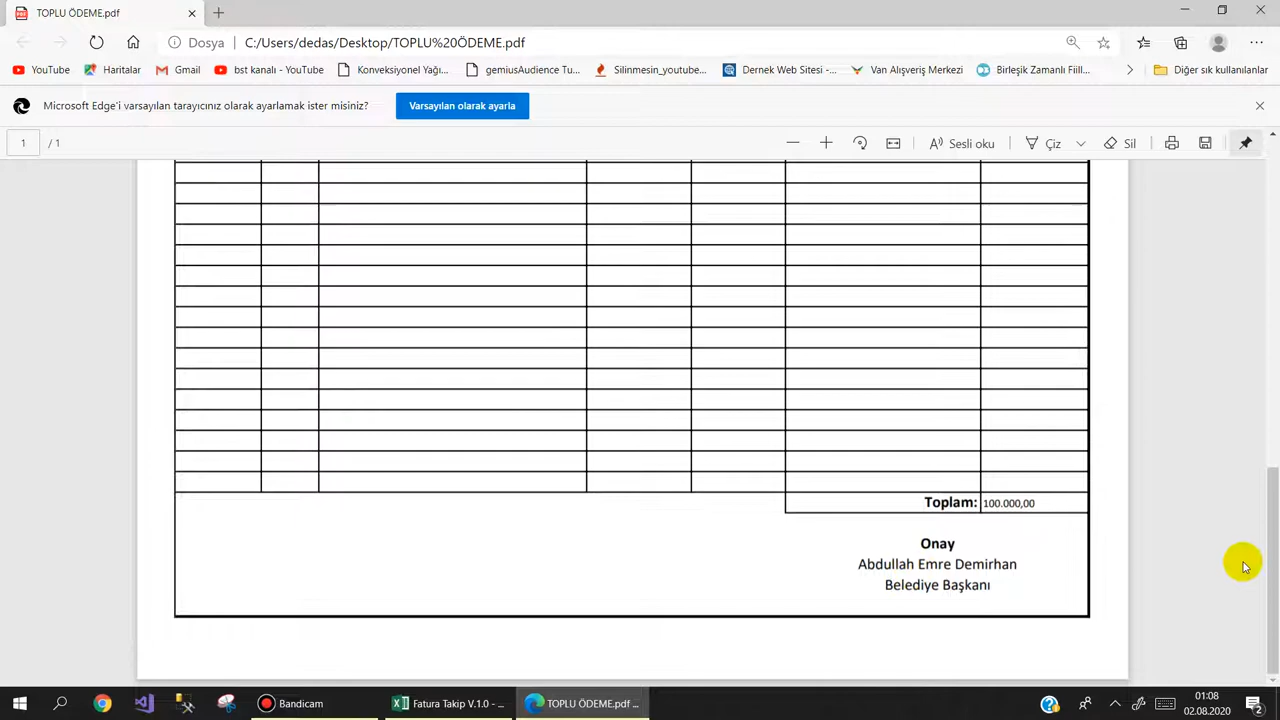 TOPLU ÖDEME.pdf
Dosya C:/Users/dedas/Desktop/TOPLU%20ÖDEME.pdf
YouTube Haritalar Gmail bst kanalı - YouTube Konveksiyonel Yağı... gemiusAudience Tu... Silinmesin_youtube... Dernek Web Sitesi -... Van Alışveriş Merkezi Birleşik Zamanlı Fiill... Diğer sık kullanılanlar
Microsoft Edge'i varsayılan tarayıcınız olarak ayarlamak ister misiniz? Varsayılan olarak ayarla
1 / 1 Sesli oku Çiz Sil
Toplam: 100.000,00
Onay
Abdullah Emre Demirhan
Belediye Başkanı
Bandicam Fatura Takip V.1.0 - ... TOPLU ÖDEME.pdf ... 01:08
02.08.2020
2